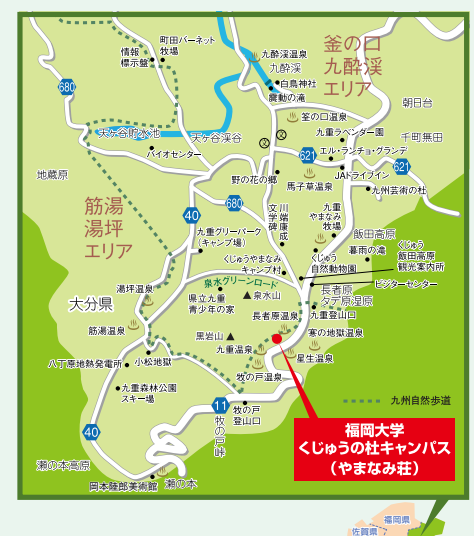 町田バーネット
牧場
情報
標示盤
釜の口
九酔渓
エリア
九酔渓温泉
九酔渓
白鳥神社
震動の滝
680
朝日台
釜の口温泉
天ケ谷貯水池
天ケ谷渓谷
九重ラベンダー園
千町無田
バイオセンター
621
エル・ランチョ・グランデ
621
JAドライブイン
地蔵原
野の花の郷
馬子草温泉
九州芸術の杜
筋湯
湯坪
エリア
40
680
川端康成
文学碑
九重
やまなみ
牧場
九重グリーンパーク
(キャンプ場)
飯田高原
暮雨の滝
くじゅう
飯田高原
観光案内所
くじゅうやまなみ
キャンプ村
くじゅう
自然動物園
泉水グリーンロード
ビジターセンター
湯坪温泉
県立九重
青少年の家
泉水山
長者原
タデ原湿原
大分県
長者原温泉
九重登山口
筋湯温泉
黒岩山
寒の地獄温泉
九重温泉
星生温泉
八丁原地熱発電所
小松地獄
牧の戸温泉
九重森林公園
スキー場
11
牧の戸
登山口
九州自然歩道
牧の戸峠
40
福岡大学
くじゅうの杜キャンパス
(やまなみ荘)
瀬の本高原
瀬の本
岡本薩郎美術館
福岡県
佐賀県